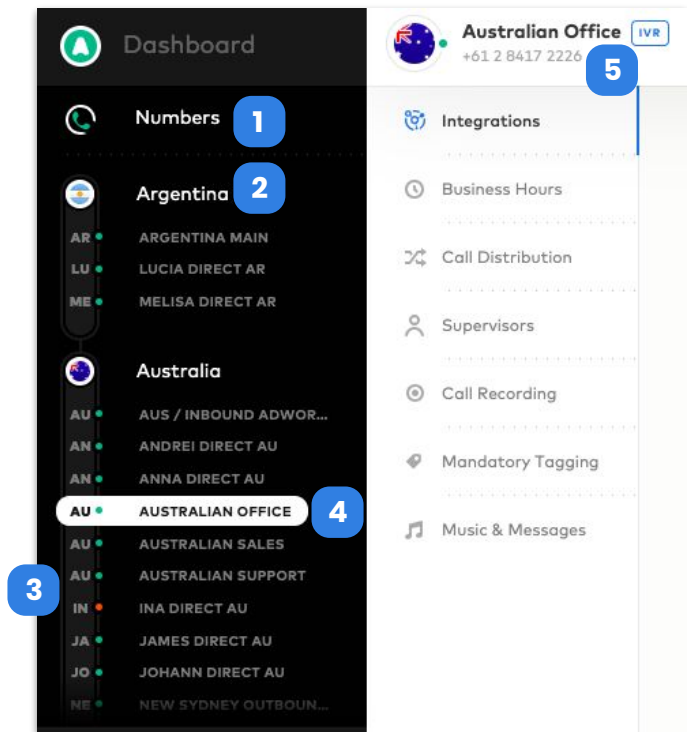 Dashboard
Numbers
1
Argentina
2
AR ARGENTINA MAIN
LU LUCIA DIRECT AR
ME MELISA DIRECT AR
Australia
AU AUS / INBOUND ADWOR...
AN ANDREI DIRECT AU
AN ANNA DIRECT AU
AU AUSTRALIAN OFFICE
4
AU AUSTRALIAN SALES
AU AUSTRALIAN SUPPORT
3
IN INA DIRECT AU
JA JAMES DIRECT AU
JO JOHANN DIRECT AU
NE NEW SYDNEY OUTBOUN...
Australian Office IVR
+61 2 8417 2226
5
Integrations
Business Hours
Call Distribution
Supervisors
Call Recording
Mandatory Tagging
Music & Messages